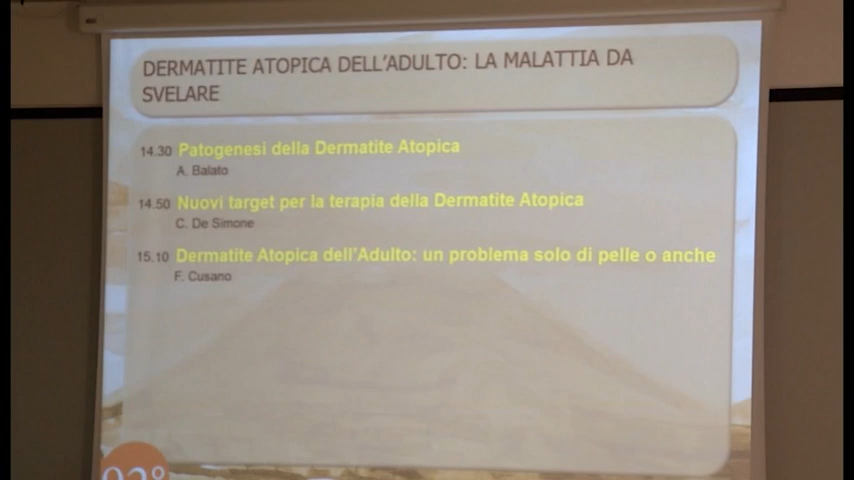 DERMATITE ATOPICA DELL'ADULTO: LA MALATTIA DA
SVELARE
14.30 Patogenesi della Dermatite Atopica
A. Balato
14.50 Nuovi target per la terapia della Dermatite Atopica
C. De Simone
15.10 Dermatite Atopica dell'Adulto: un problema solo di pelle o anche
F. Cusano
92°